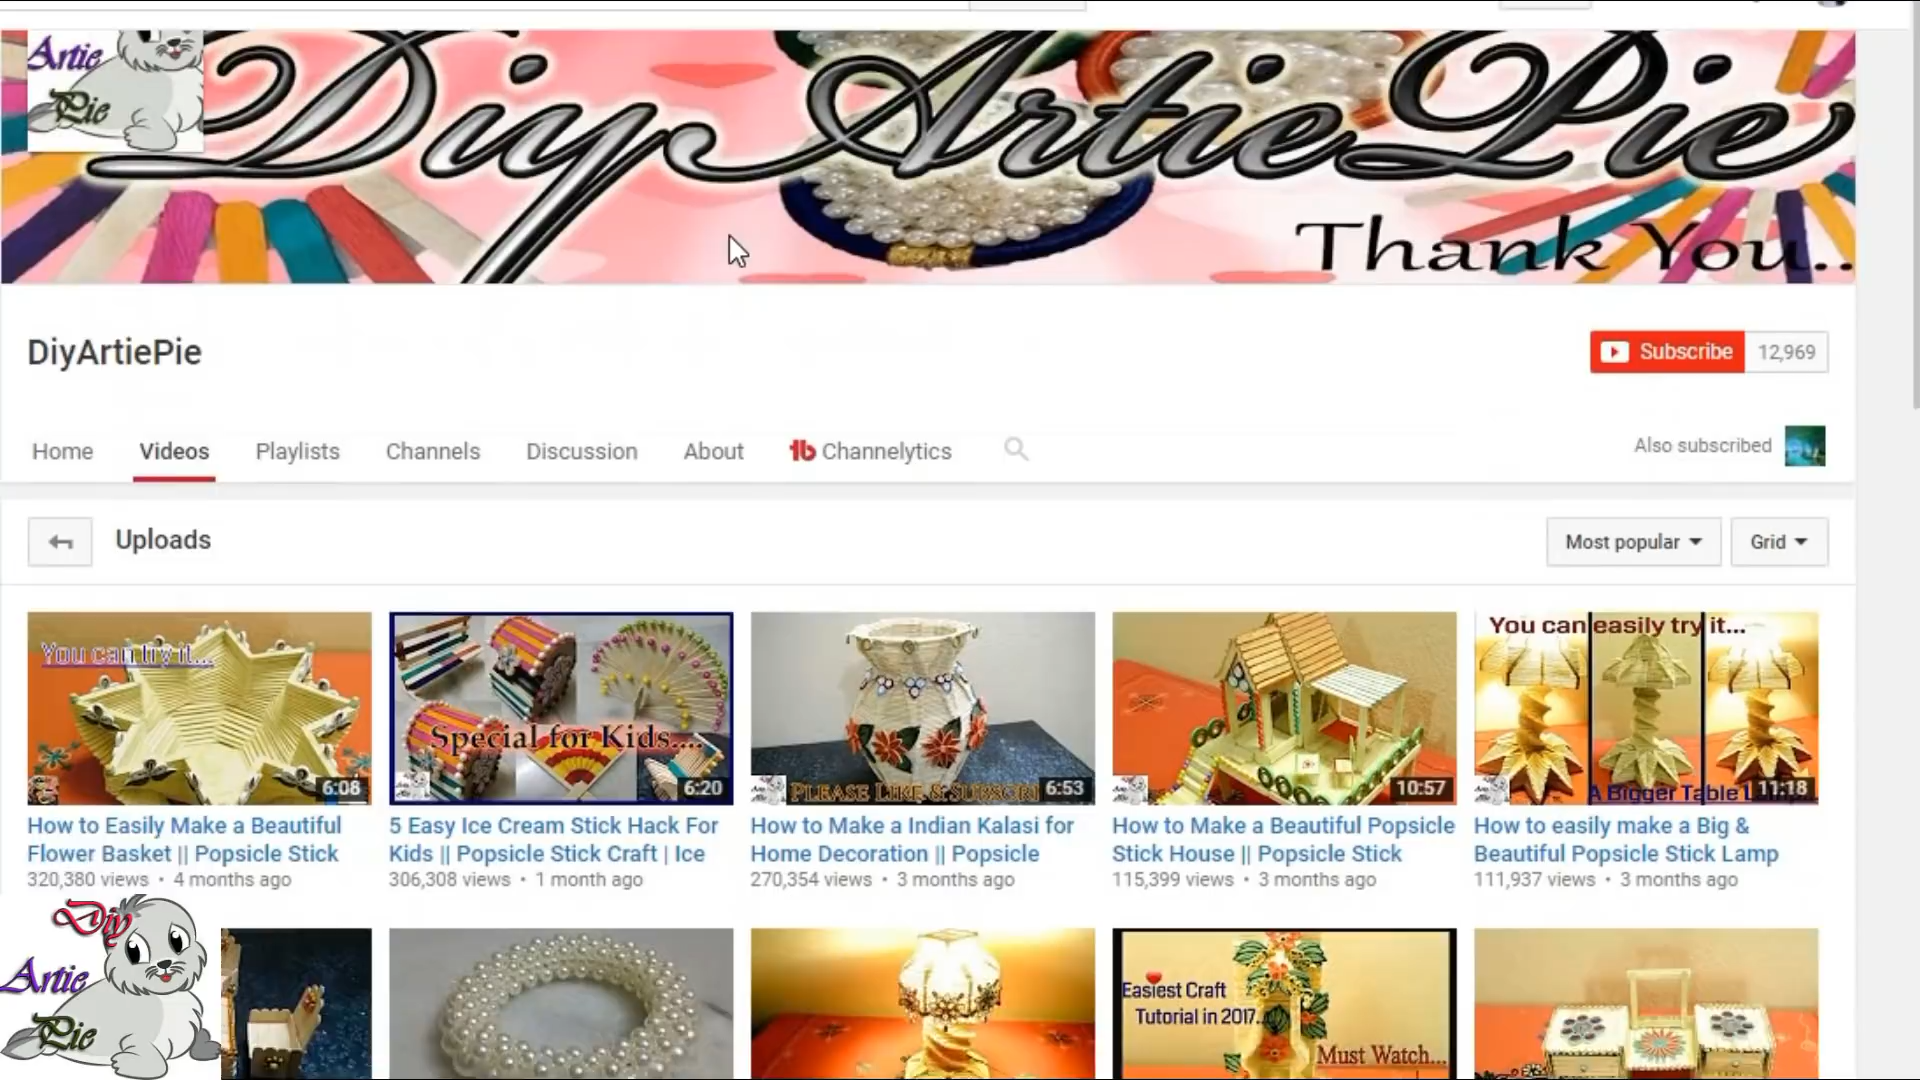 Artie
Pie
DiyArtiePie
Thank You..
DiyArtiePie
Subscribe 12,969
Home Videos Playlists Channels Discussion About Channelytics
Also subscribed
Uploads
Most popular Grid
You can try it...
6:08
Special for Kids....
6:20
PLEASE LIKE & SUBSCRI
6:53
10:57
You can easily try it...
A Bigger Table
11:18
How to Easily Make a Beautiful
Flower Basket || Popsicle Stick
320,380 views • 4 months ago
5 Easy Ice Cream Stick Hack For
Kids || Popsicle Stick Craft | Ice
306,308 views • 1 month ago
How to Make a Indian Kalasi for
Home Decoration || Popsicle
270,354 views • 3 months ago
How to Make a Beautiful Popsicle
Stick House || Popsicle Stick
115,399 views • 3 months ago
How to easily make a Big &
Beautiful Popsicle Stick Lamp
111,937 views • 3 months ago
Diy
Artie
Pie
Easiest Craft
Tutorial in 2017..
Must Watch...